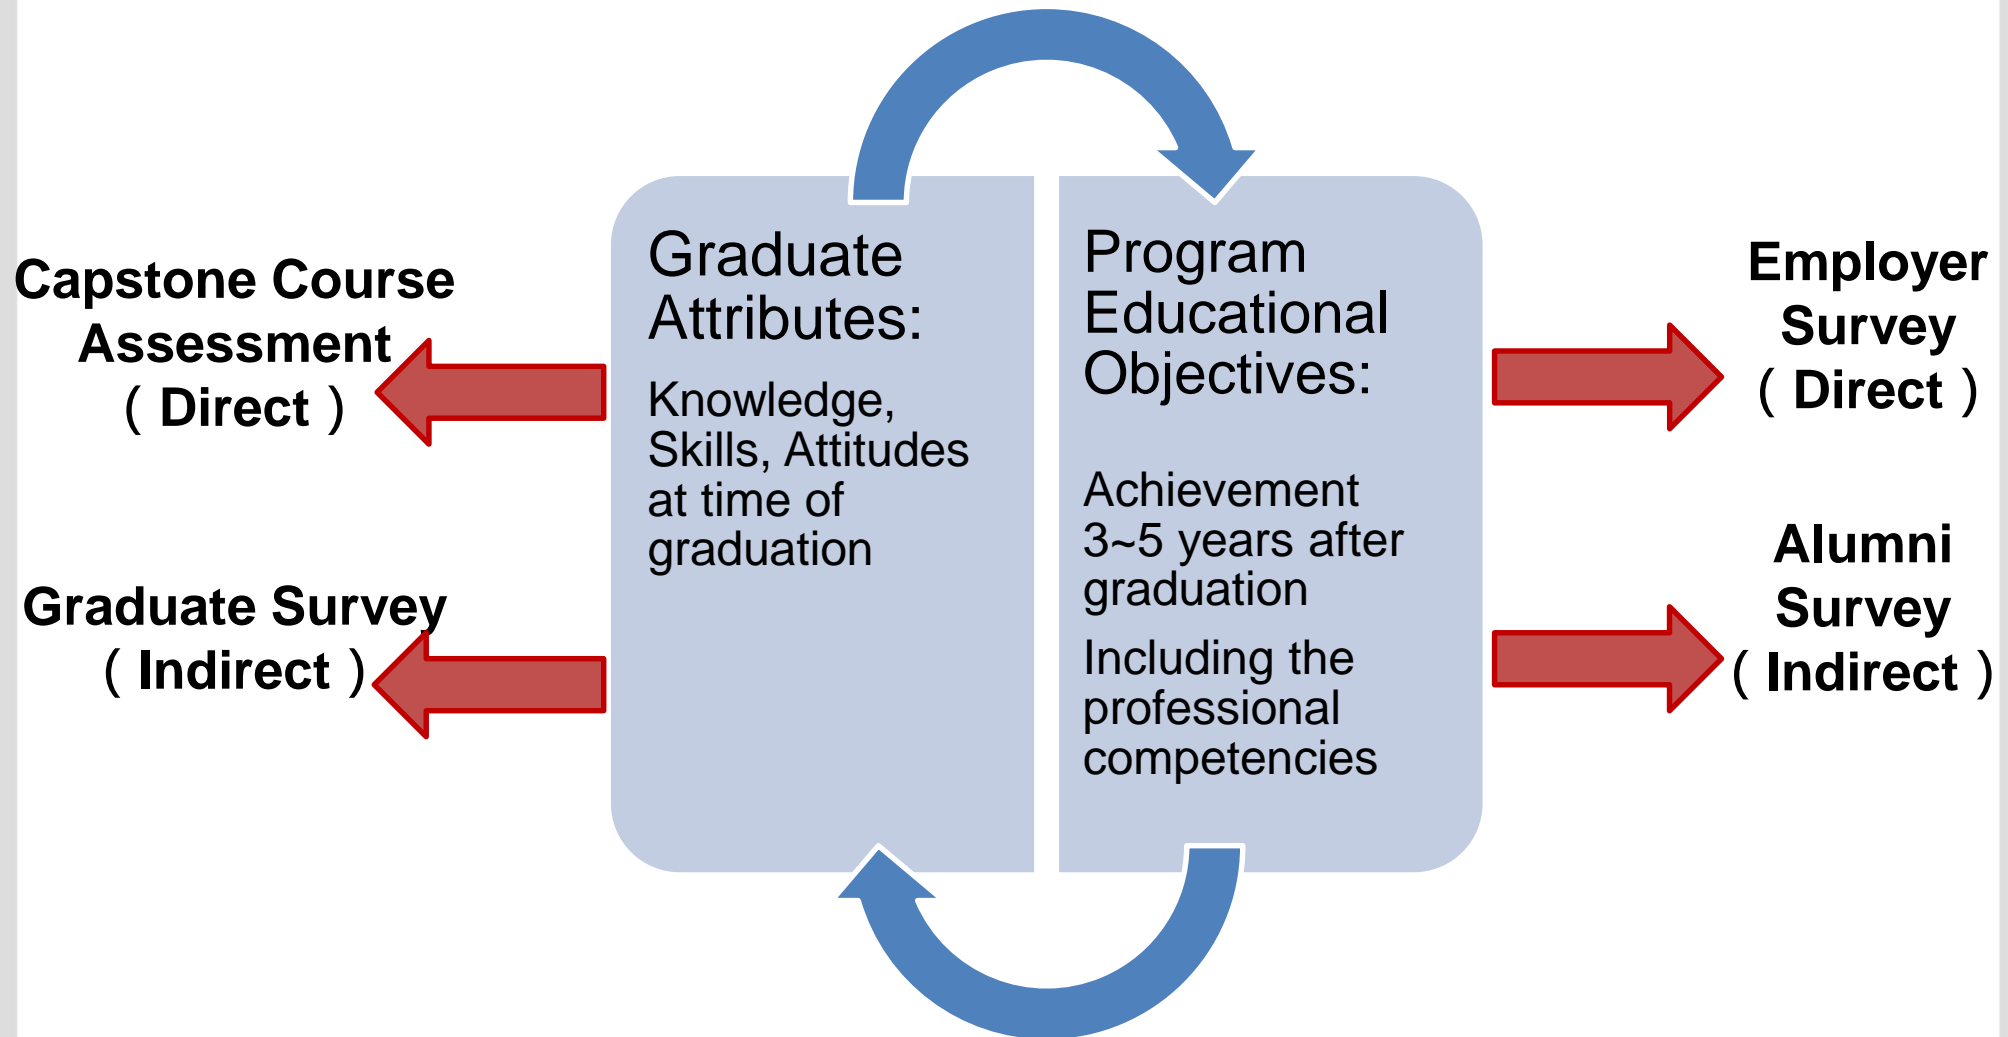 Capstone Course
Assessment
( Direct )
Graduate Survey
( Indirect )
Graduate
Attributes:
Knowledge,
Skills, Attitudes
at time of
graduation
Program
Educational
Objectives:
Achievement
3~5 years after
graduation
Including the
professional
competencies
Employer
Survey
( Direct )
Alumni
Survey
( Indirect )